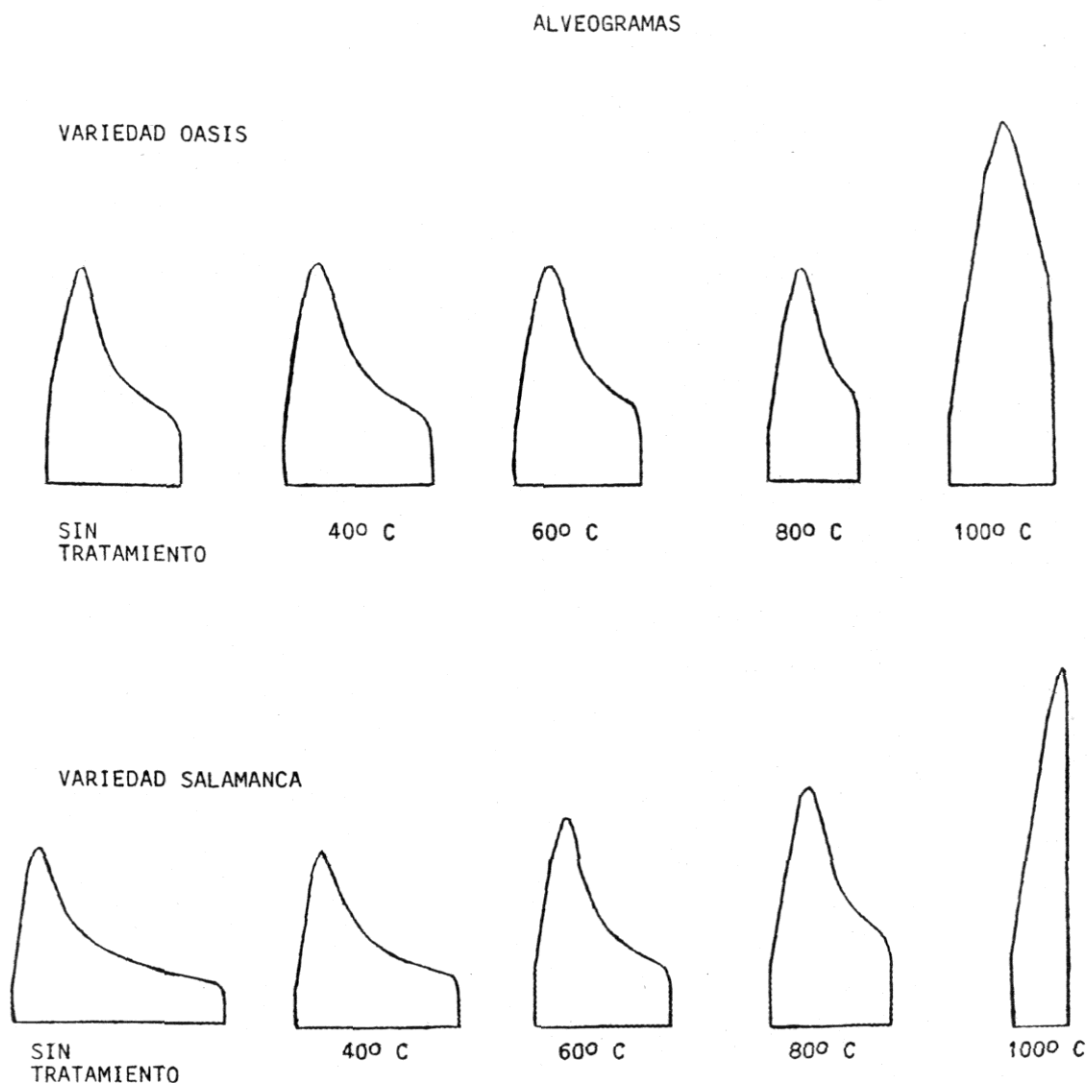 ALVEOGRAMAS
VARIEDAD OASIS
SIN
TRATAMIENTO
40º C
60º C
80º C
100º C
VARIEDAD SALAMANCA
SIN
TRATAMIENTO
40º C
60º C
80º C
100º C